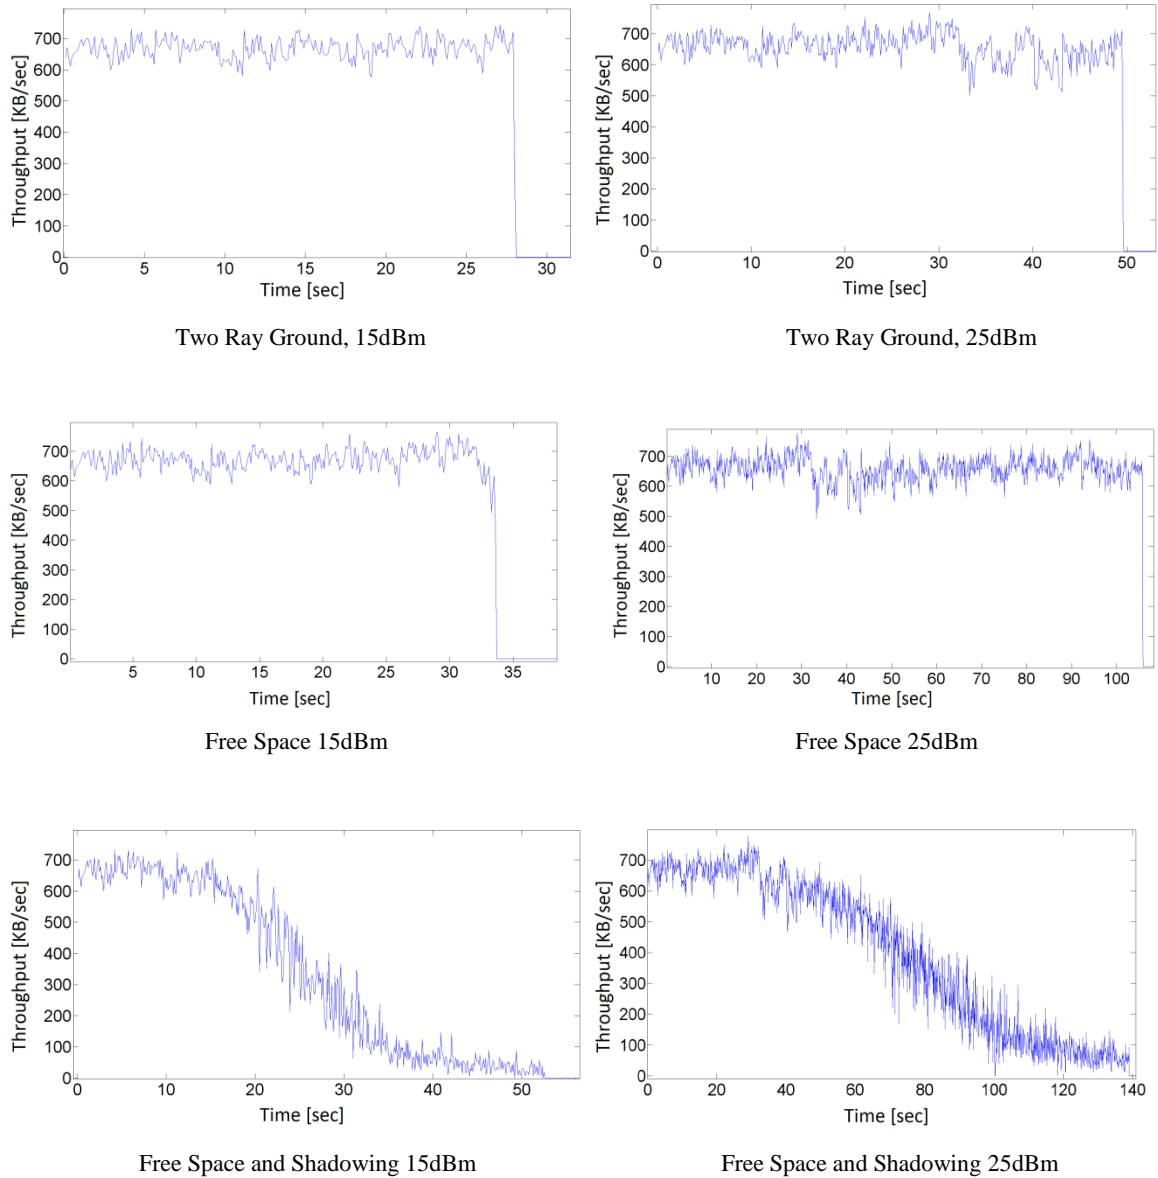 Throughput [KB/sec]
700
600
500
400
300
200
100
0
0 5 10 15 20 25 30
Time [sec]
Two Ray Ground, 15dBm
Throughput [KB/sec]
700
600
500
400
300
200
100
0
0 10 20 30 40 50
Time [sec]
Two Ray Ground, 25dBm
Throughput [KB/sec]
700
600
500
400
300
200
100
0
5 10 15 20 25 30 35
Time [sec]
Free Space 15dBm
Throughput [KB/sec]
700
600
500
400
300
200
100
0
10 20 30 40 50 60 70 80 90 100
Time [sec]
Free Space 25dBm
Throughput [KB/sec]
700
600
500
400
300
200
100
0
0 10 20 30 40 50
Time [sec]
Free Space and Shadowing 15dBm
Throughput [KB/sec]
700
600
500
400
300
200
100
0
0 20 40 60 80 100 120 140
Time [sec]
Free Space and Shadowing 25dBm